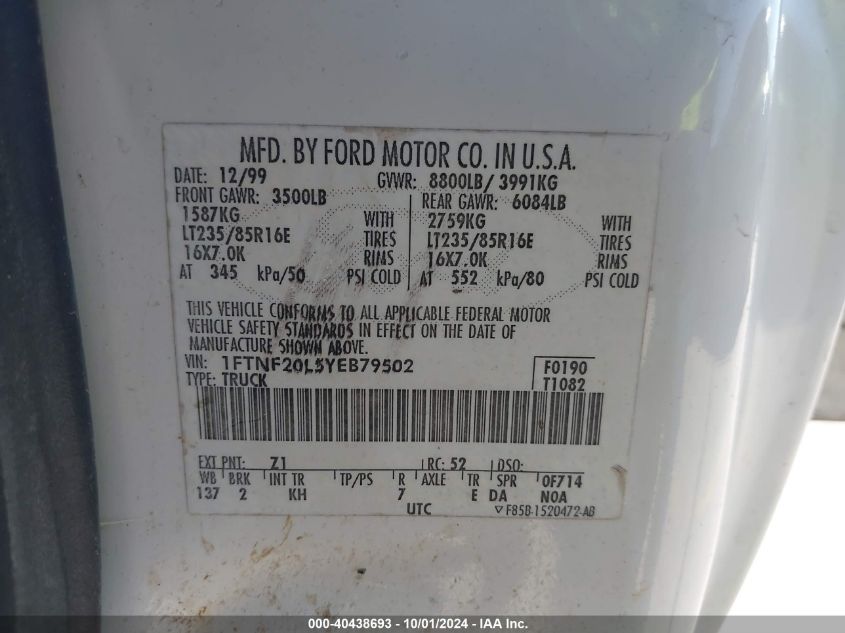 MFD. BY FORD MOTOR CO. IN U.S.A.
DATE: 12/99 GVWR: 8800LB/ 3991KG
FRONT GAWR: 3500LB REAR GAWR: 6084LB
1587KG WITH 2759KG WITH
LT235/85R16E TIRES LT235/85R16E TIRES
16X7.0K RIMS 16X7.0K RIMS
AT 345 kPa/50 PSI COLD AT 552 kPa/80 PSI COLD
THIS VEHICLE CONFORMS TO ALL APPLICABLE FEDERAL MOTOR
VEHICLE SAFETY STANDARDS IN EFFECT ON THE DATE OF
MANUFACTURE SHOWN ABOVE.
VIN: 1FTNF20L5YEB79502 F0190
TYPE: TRUCK T1082
EXT PNT: Z1 RC: 52 DSO:
WB BRK INT TR TP/PS R AXLE TR SPR 0F714
137 2 KH 7 E DA NOA
UTC F85B-1520472-AB
000-40438693 - 10/01/2024 - IAA Inc.